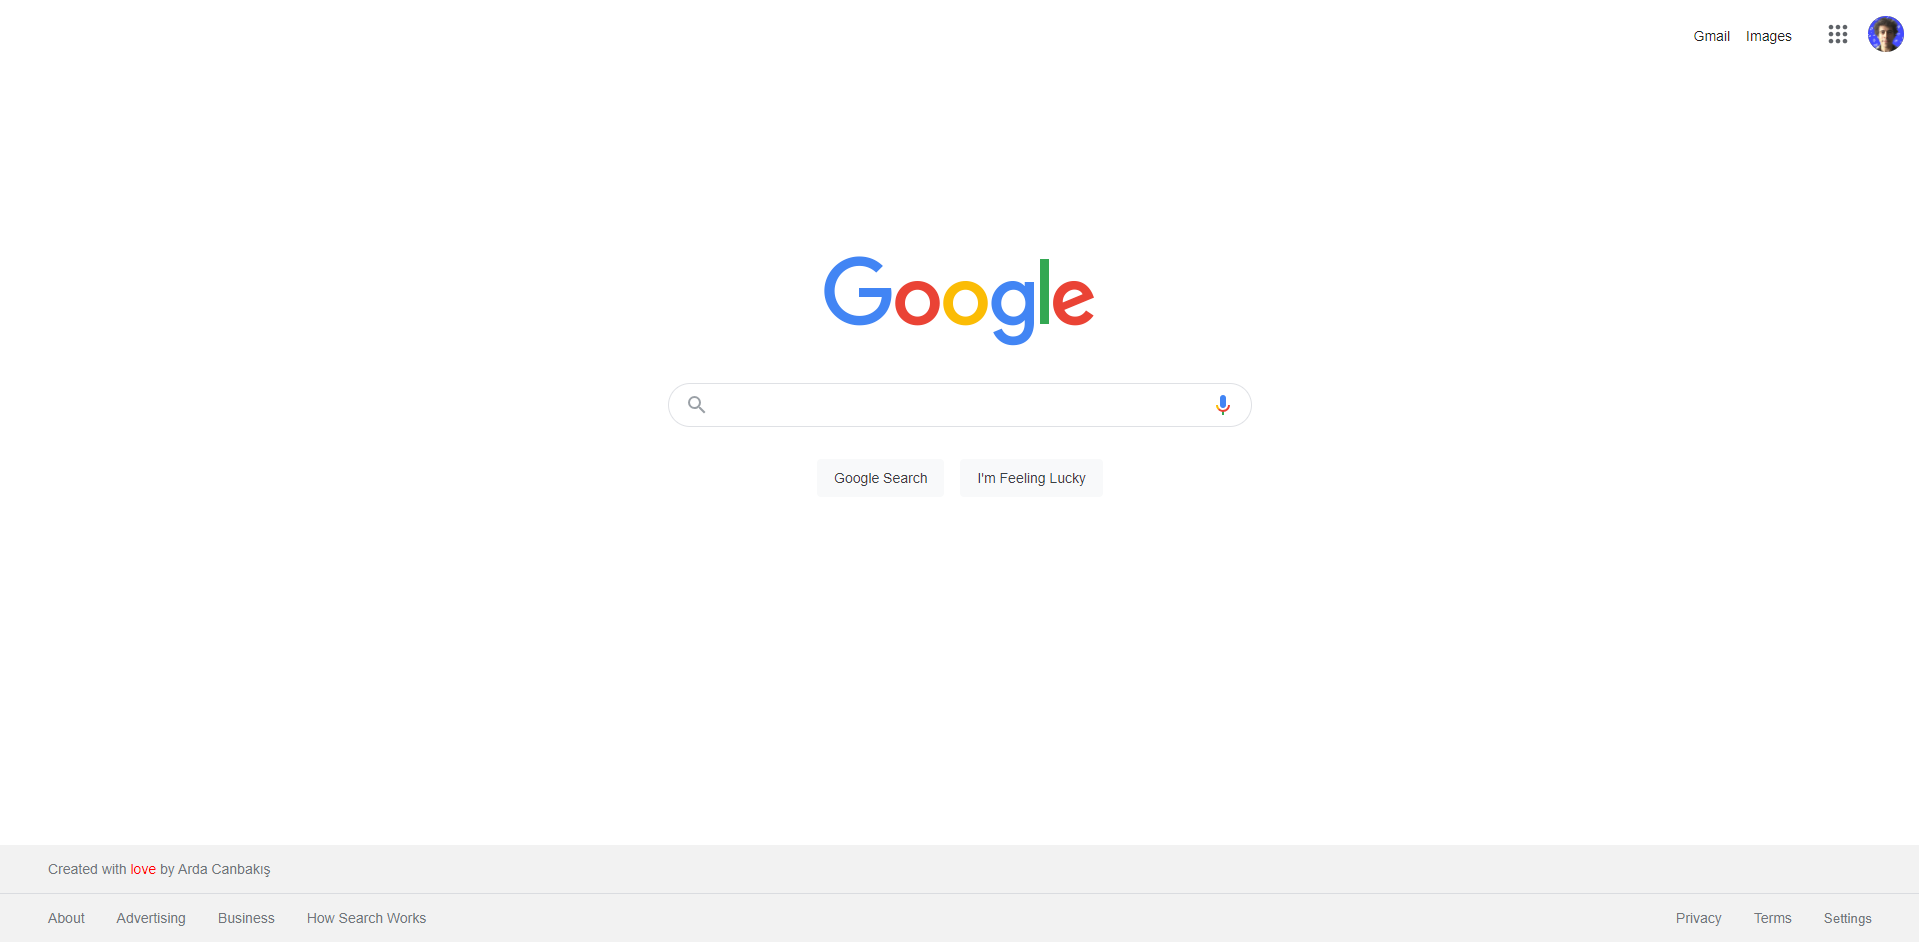 Gmail Images
Google
Google Search I'm Feeling Lucky
Created with love by Arda Canbakış
About Advertising Business How Search Works Privacy Terms Settings